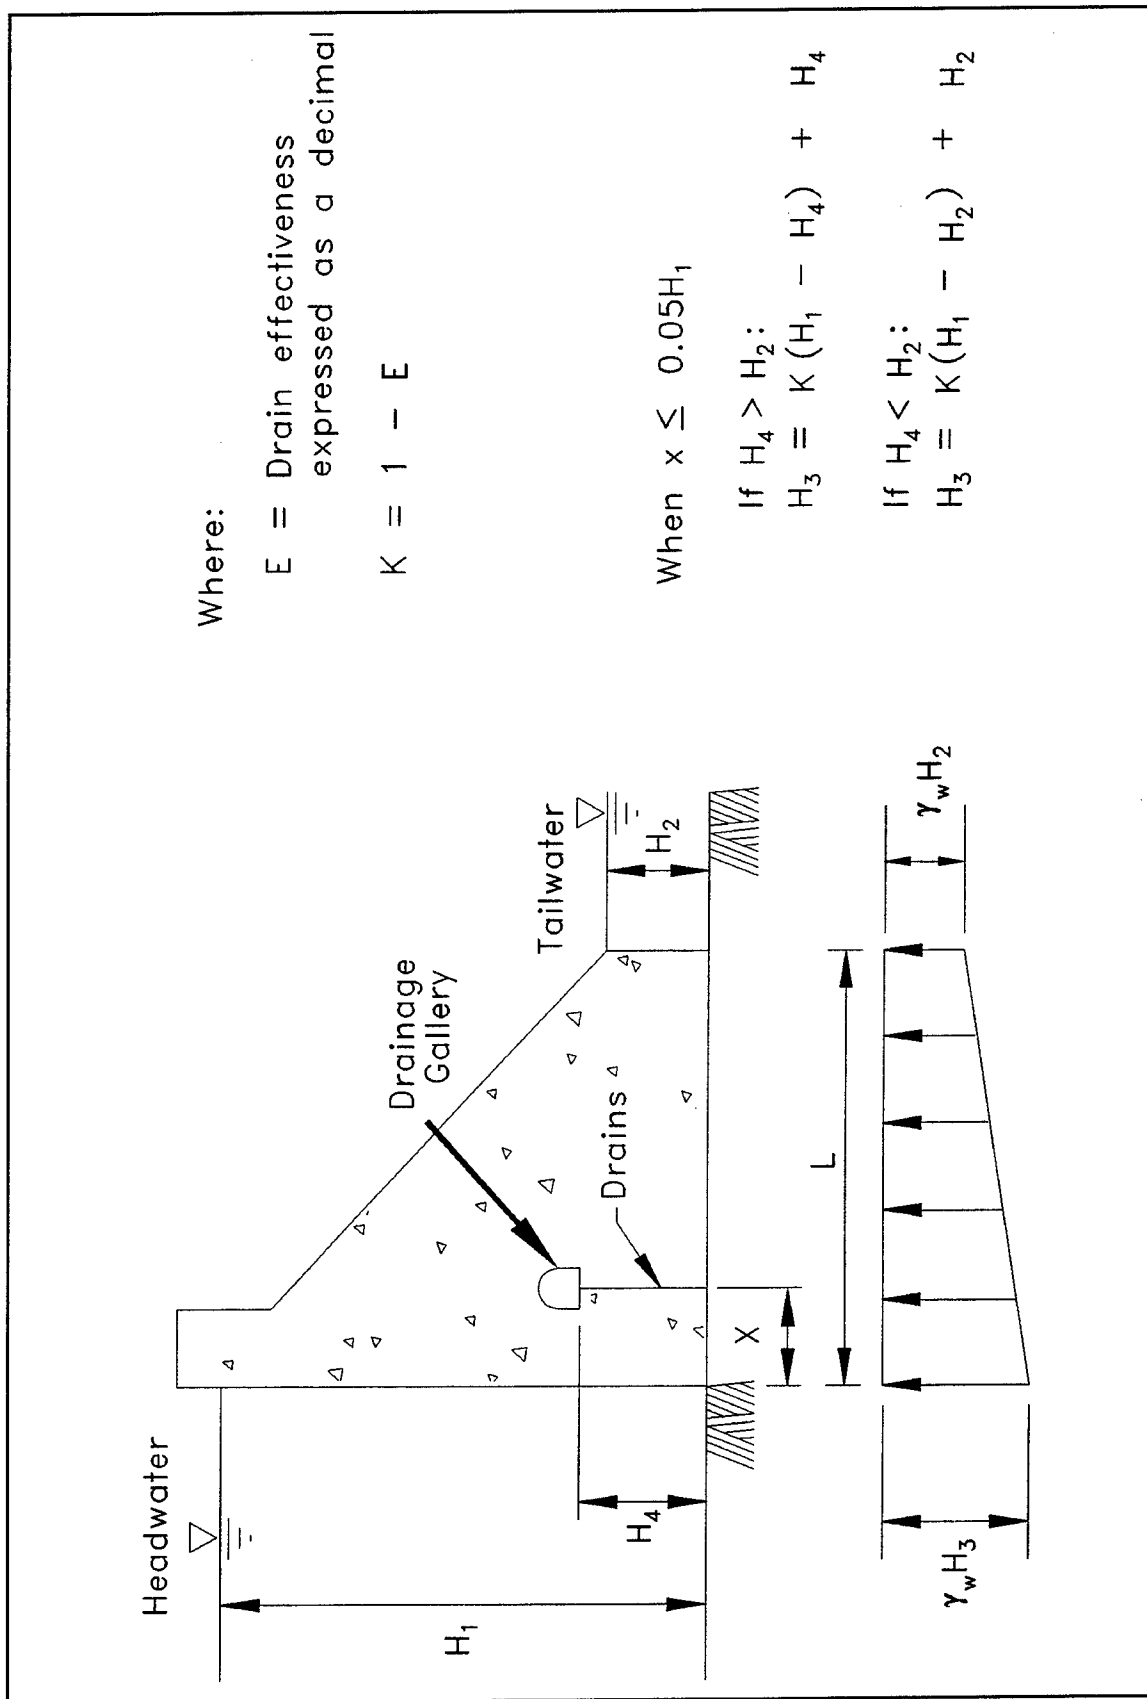 Where:
E = Drain effectiveness
expressed as a decimal
K = 1 - E
When x ≤ 0.05H₁
If H₄ > H₂:
H₃ = K(H₁ - H₄) + H₄
If H₄ < H₂:
H₃ = K(H₁ - H₂) + H₂
Headwater
Drainage
Gallery
Tailwater
H₁
H₄
H₂
Drains
X
L
γwH₃
γwH₂